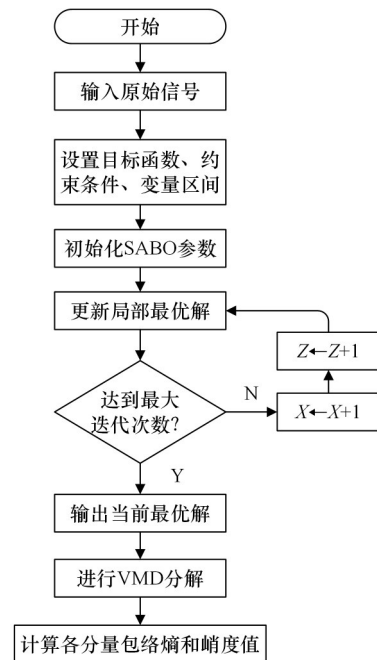 开始
输入原始信号
设置目标函数、约
束条件、变量区间
初始化SABO参数
更新局部最优解
Z←Z+1
达到最大
迭代次数?
N
X←X+1
Y
输出当前最优解
进行VMD分解
计算各分量包络熵和峭度值